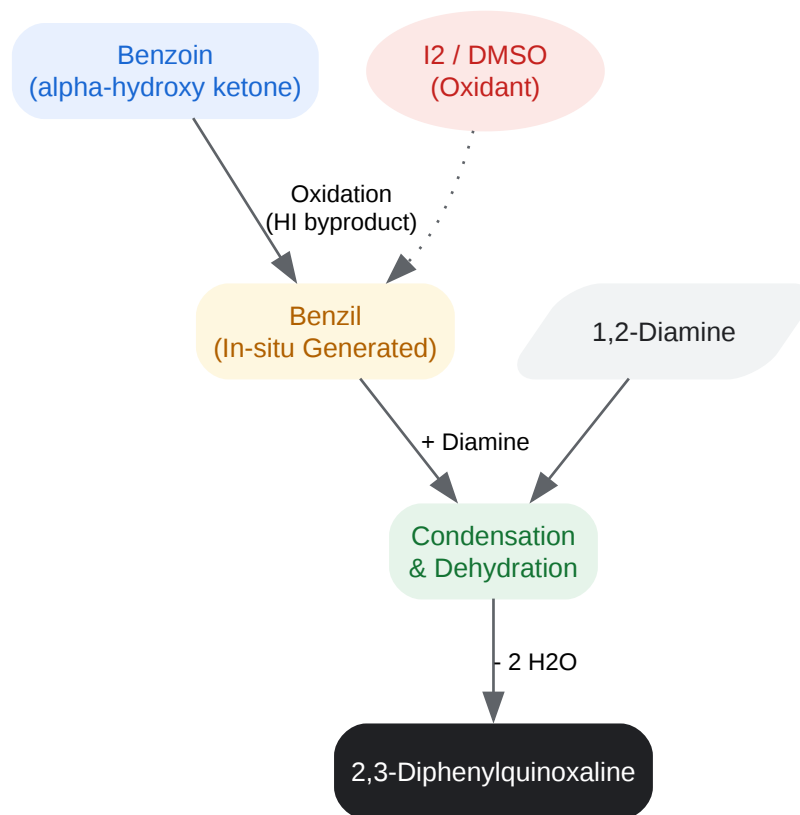 Benzoin
(alpha-hydroxy ketone)
I2 / DMSO
(Oxidant)
Oxidation
(HI byproduct)
Benzil
(In-situ Generated)
1,2-Diamine
+ Diamine
Condensation
& Dehydration
- 2 H2O
2,3-Diphenylquinoxaline